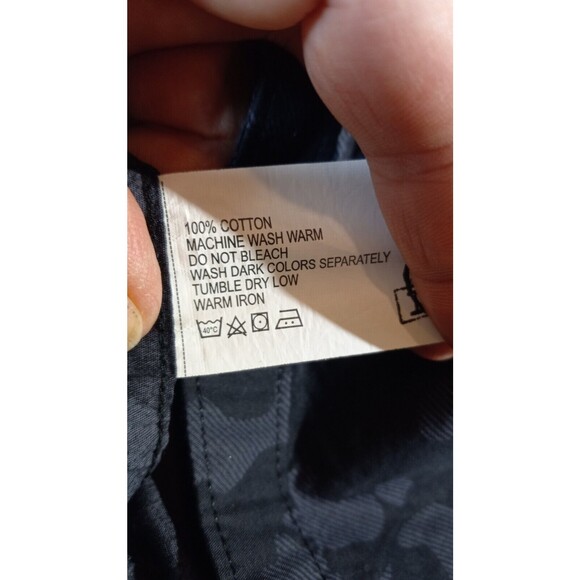 100% COTTON
MACHINE WASH WARM
DO NOT BLEACH
WASH DARK COLORS SEPARATELY
TUMBLE DRY LOW
WARM IRON
40°C